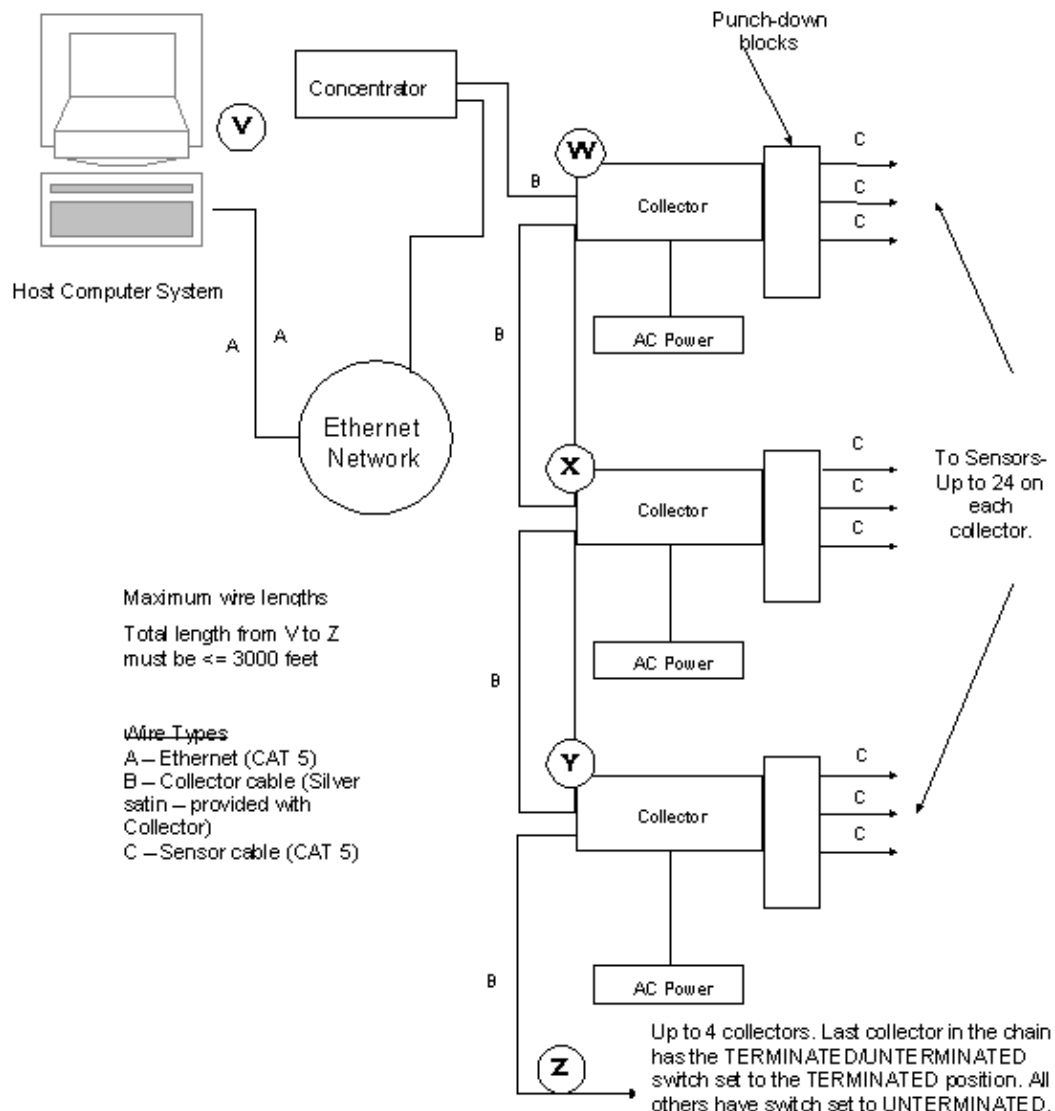 Punch-down
blocks
Concentrator
V
W
C
C
C
B
Collector
Host Computer System
AC Power
B
A
A
Ethernet
Network
X
C
C
C
Collector
To Sensors-
Up to 24 on
each
collector.
Maximum wire lengths
Total length from V to Z
must be <= 3000 feet
AC Power
B
Wire Types
A – Ethernet (CAT 5)
B – Collector cable (Silver
satin – provided with
Collector)
C – Sensor cable (CAT 5)
Y
C
C
C
Collector
B
AC Power
Z
Up to 4 collectors. Last collector in the chain
has the TERMINATED/UNTERMINATED
switch set to the TERMINATED position. All
others have switch set to UNTERMINATED.